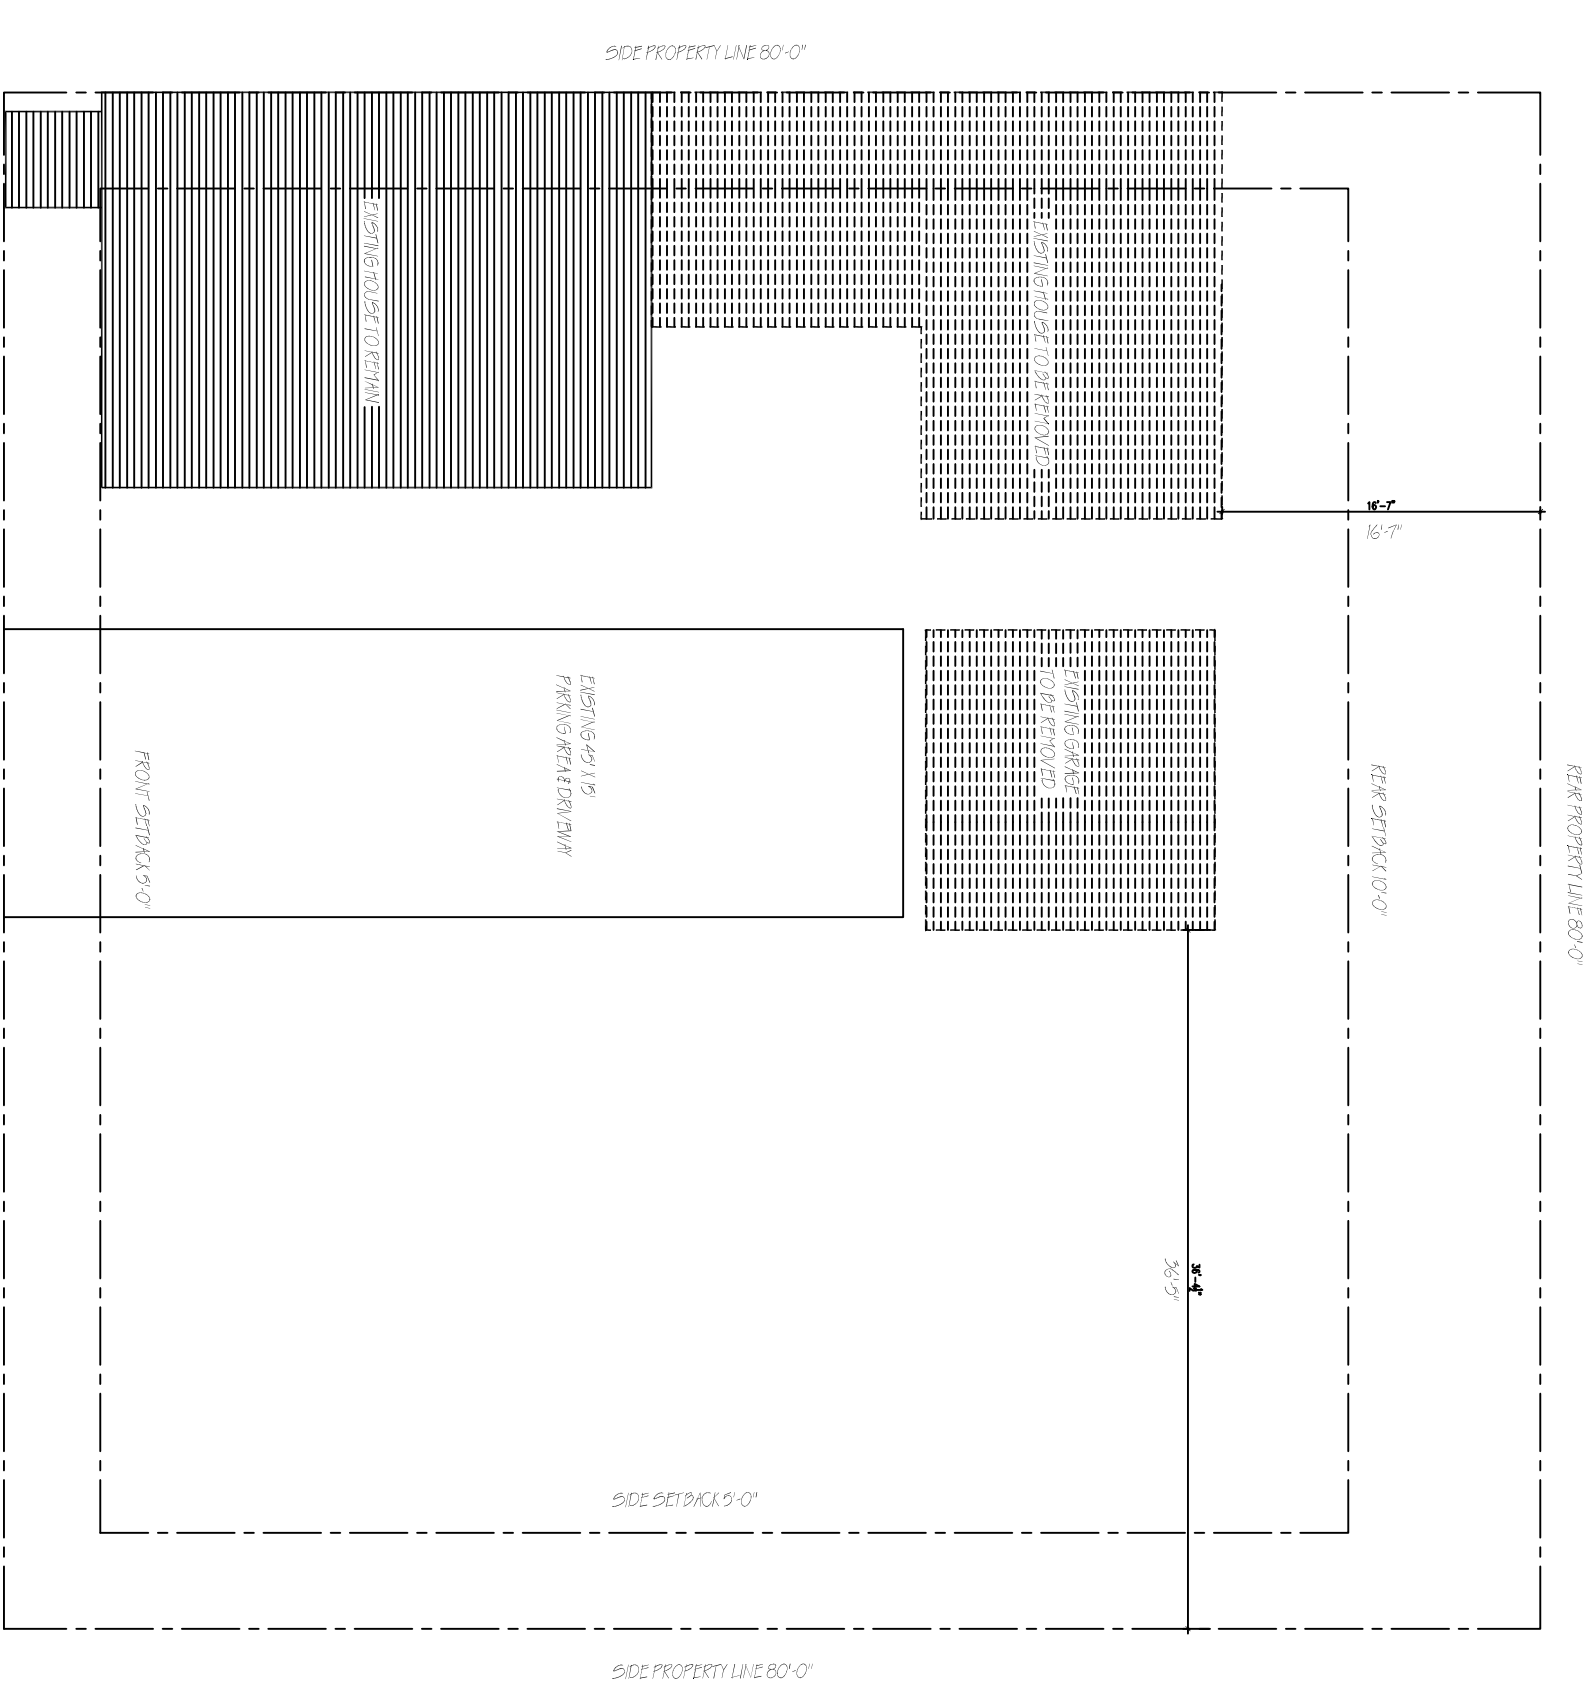 SIDE PROPERTY LINE 80'-0"
EXISTING HOUSE TO REMAIN
EXISTING HOUSE TO BE REMOVED
16'-7"
16'-7"
EXISTING 45' X 15'
PARKING AREA & DRIVEWAY
EXISTING GARAGE
TO BE REMOVED
FRONT SETBACK 5'-0"
REAR SETBACK 10'-0"
REAR PROPERTY LINE 80'-0"
36'-4½"
36'-5"
SIDE SETBACK 5'-0"
SIDE PROPERTY LINE 80'-0"